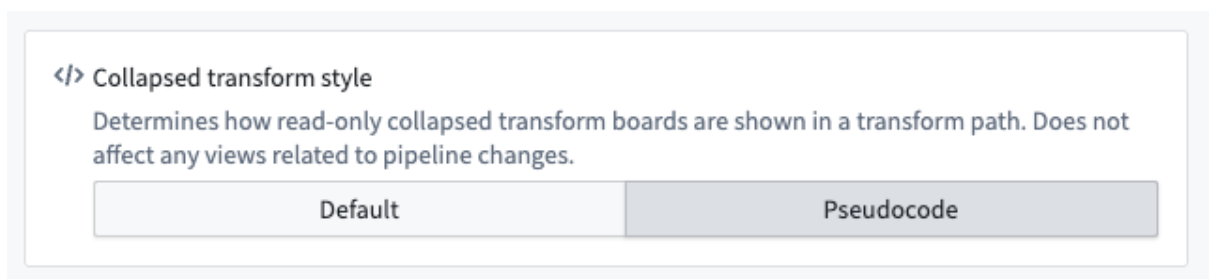 </> Collapsed transform style
Determines how read-only collapsed transform boards are shown in a transform path. Does not
affect any views related to pipeline changes.
Default
Pseudocode